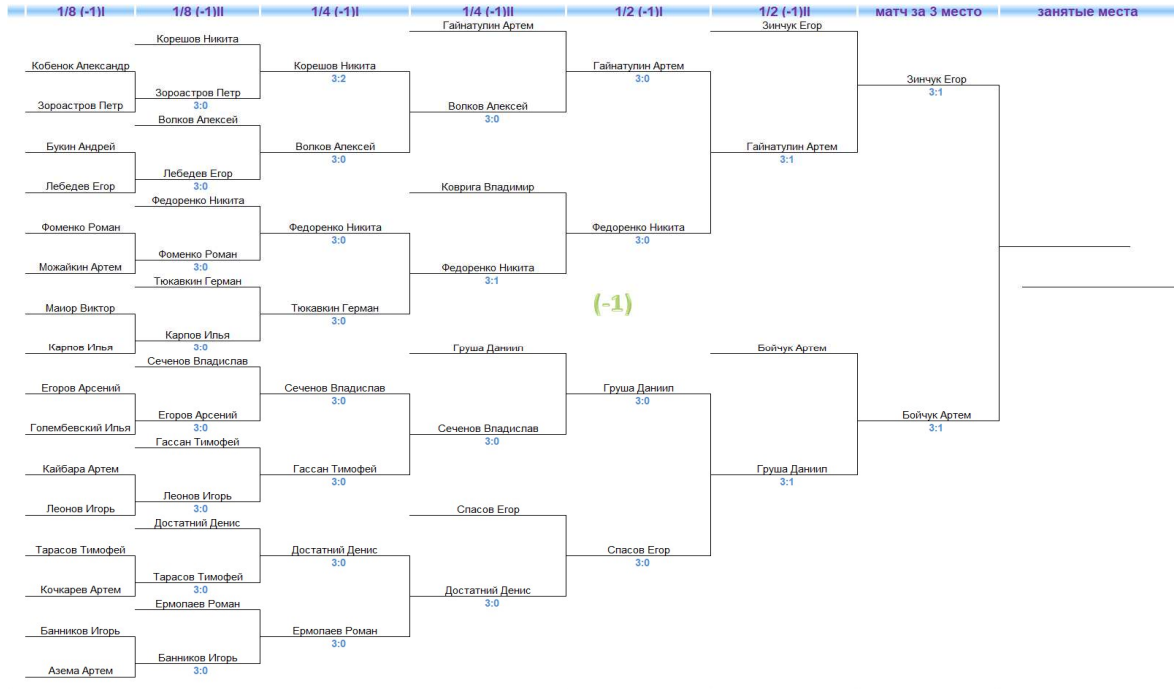 1/8 (-1)I 1/8 (-1)II 1/4 (-1)I 1/4 (-1)II 1/2 (-1)I 1/2 (-1)II матч за 3 место занятые места
Гайнатулин Артем Зинчук Егор
Корешов Никита
Кобенок Александр Корешов Никита Гайнатулин Артем
3:2 3:0
Зинчук Егор
3:1
Зороастров Петр
3:0
Зороастров Петр Волков Алексей
3:0
Волков Алексей
Букин Андрей Волков Алексей Гайнатулин Артем
3:0 3:1
Лебедев Егор
3:0
Лебедев Егор Коврига Владимир
Федоренко Никита
Фоменко Роман Федоренко Никита Федоренко Никита
3:0 3:0
Фоменко Роман
3:0
Можайкин Артем Федоренко Никита
3:1
Тюкавкин Герман
(-1)
Маиор Виктор Тюкавкин Герман
3:0
Карпов Илья
3:0
Карпов Илья Груша Даниил Бойчук Артем
Сеченов Владислав
Егоров Арсений Сеченов Владислав Груша Даниил
3:0 3:0
Егоров Арсений Бойчук Артем
3:0 3:1
Голембевский Илья Сеченов Владислав
3:0
Гассан Тимофей
Кайбара Артем Гассан Тимофей Груша Даниил
3:0 3:1
Леонов Игорь
3:0
Леонов Игорь Спасов Егор
Достатний Денис
Тарасов Тимофей Достатний Денис Спасов Егор
3:0 3:0
Тарасов Тимофей
3:0
Кочкарев Артем Достатний Денис
3:0
Ермолаев Роман
Банников Игорь Ермолаев Роман
3:0
Банников Игорь
3:0
Азема Артем